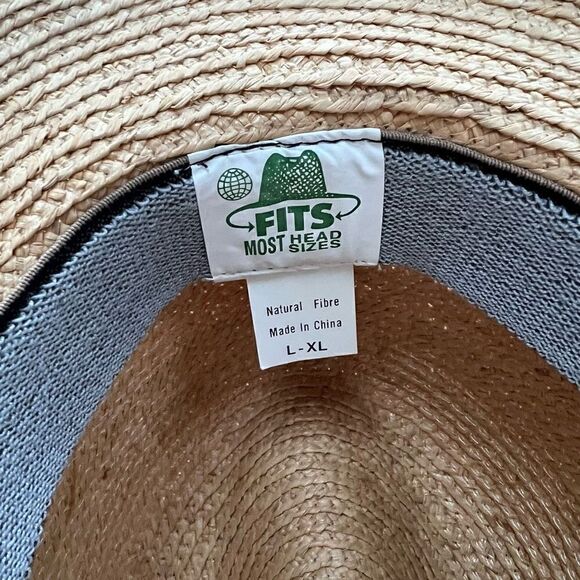 FITS
MOST HEAD SIZES
Natural Fibre
Made In China
L-XL